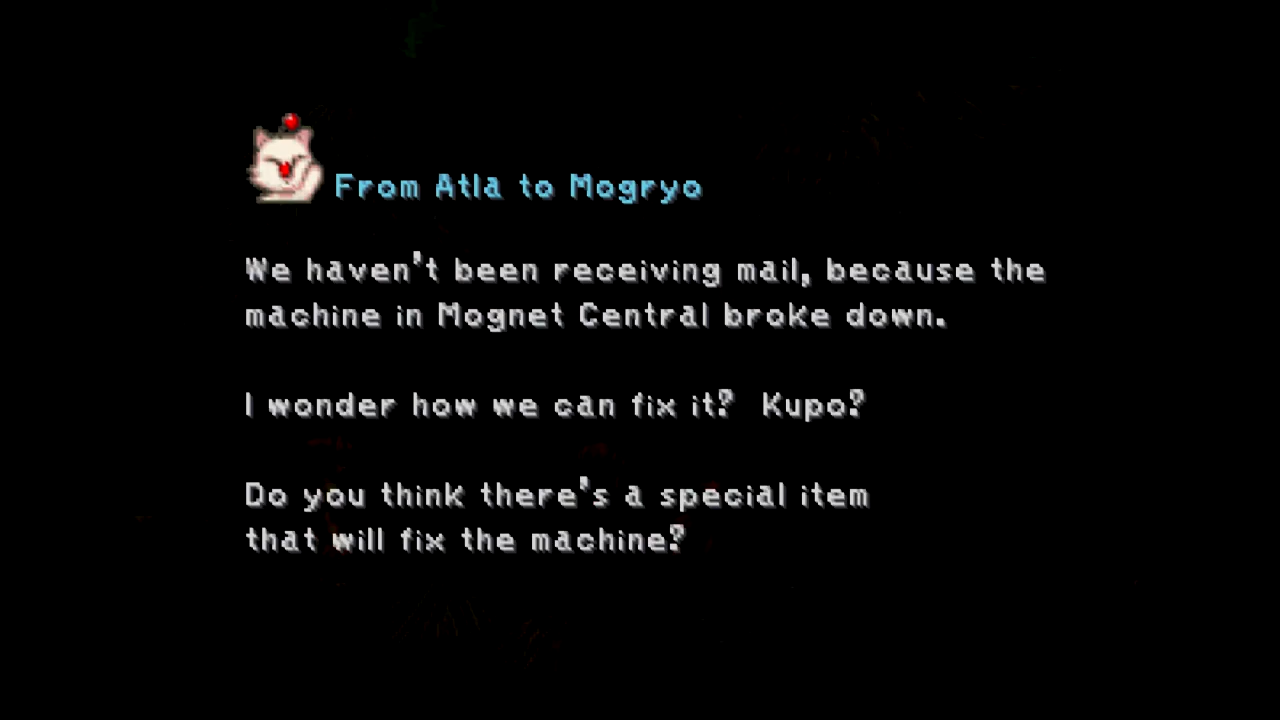 From Atla to Mogryo
We haven't been receiving mail, because the
machine in Mognet Central broke down.
I wonder how we can fix it?  Kupo?
Do you think there's a special item
that will fix the machine?